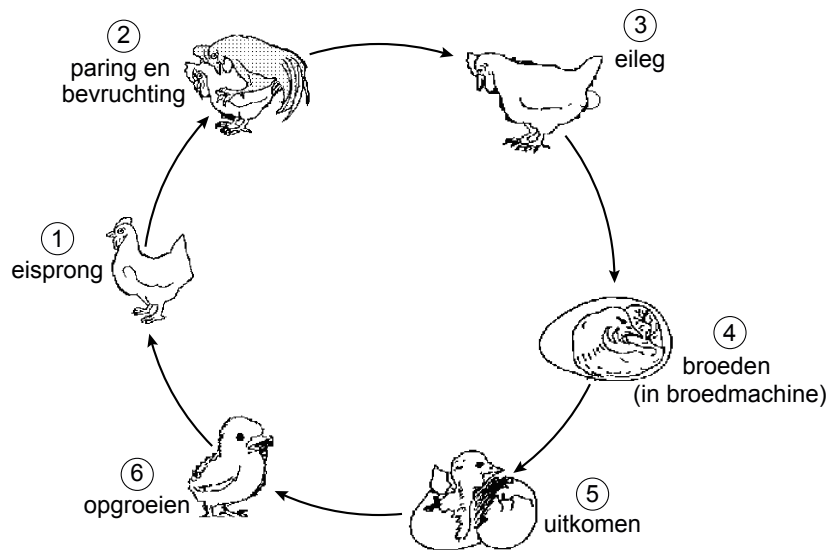 1
eisprong
2
paring en
bevruchting
3
eileg
4
broeden
(in broedmachine)
5
uitkomen
6
opgroeien